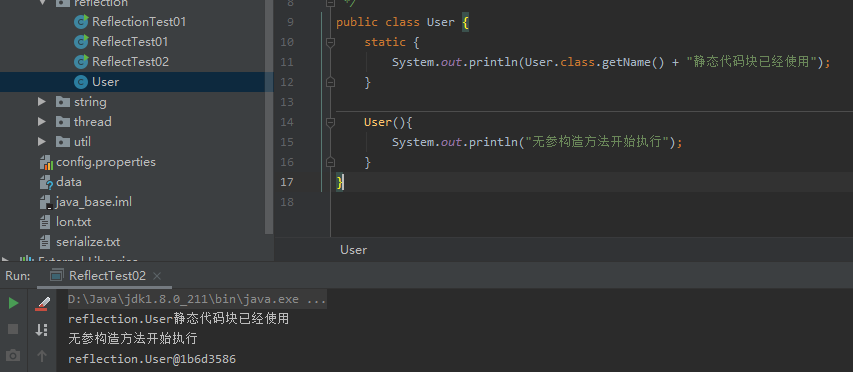 reflection
ReflectionTest01
ReflectTest01
ReflectTest02
User
string
thread
util
config.properties
data
java_base.iml
lon.txt
serialize.txt
External Libraries
8 */
9 public class User {
10 static {
11 System.out.println(User.class.getName() + "静态代码块已经使用");
12 }
13
14 User(){
15 System.out.println("无参构造方法开始执行");
16 }
17 }
18
User
Run: ReflectTest02 ×
D:\Java\jdk1.8.0_211\bin\java.exe ...
reflection.User静态代码块已经使用
无参构造方法开始执行
reflection.User@1b6d3586